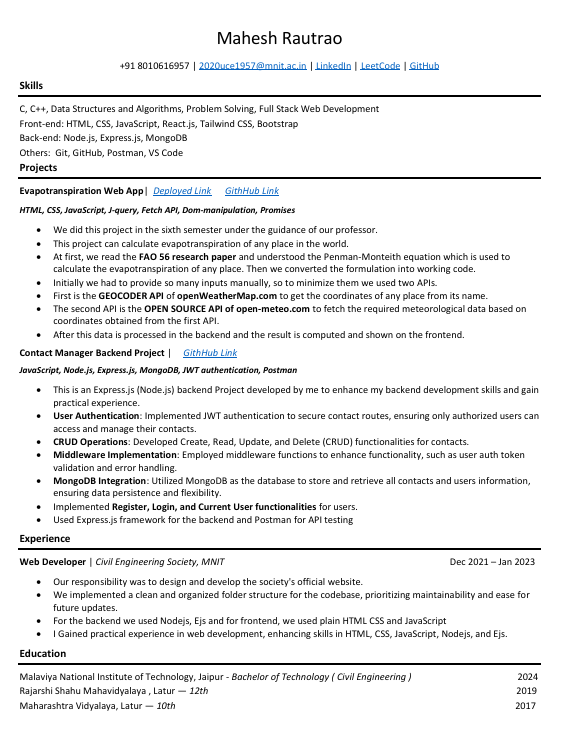 Mahesh Rautrao
+91 8010616957 | 2020uce1957@mnit.ac.in | LinkedIn | LeetCode | GitHub
Skills
C, C++, Data Structures and Algorithms, Problem Solving, Full Stack Web Development
Front-end: HTML, CSS, JavaScript, React.js, Tailwind CSS, Bootstrap
Back-end: Node.js, Express.js, MongoDB
Others: Git, GitHub, Postman, VS Code
Projects
Evapotranspiration Web App| Deployed Link GithHub Link
HTML, CSS, JavaScript, J-query, Fetch API, Dom-manipulation, Promises
• We did this project in the sixth semester under the guidance of our professor.
• This project can calculate evapotranspiration of any place in the world.
• At first, we read the FAO 56 research paper and understood the Penman-Monteith equation which is used to
calculate the evapotranspiration of any place. Then we converted the formulation into working code.
• Initially we had to provide so many inputs manually, so to minimize them we used two APIs.
• First is the GEOCODER API of openWeatherMap.com to get the coordinates of any place from its name.
• The second API is the OPEN SOURCE API of open-meteo.com to fetch the required meteorological data based on
coordinates obtained from the first API.
• After this data is processed in the backend and the result is computed and shown on the frontend.
Contact Manager Backend Project | GithHub Link
JavaScript, Node.js, Express.js, MongoDB, JWT authentication, Postman
• This is an Express.js (Node.js) backend Project developed by me to enhance my backend development skills and gain
practical experience.
• User Authentication: Implemented JWT authentication to secure contact routes, ensuring only authorized users can
access and manage their contacts.
• CRUD Operations: Developed Create, Read, Update, and Delete (CRUD) functionalities for contacts.
• Middleware Implementation: Employed middleware functions to enhance functionality, such as user auth token
validation and error handling.
• MongoDB Integration: Utilized MongoDB as the database to store and retrieve all contacts and users information,
ensuring data persistence and flexibility.
• Implemented Register, Login, and Current User functionalities for users.
• Used Express.js framework for the backend and Postman for API testing
Experience
Web Developer | Civil Engineering Society, MNIT Dec 2021 – Jan 2023
• Our responsibility was to design and develop the society's official website.
• We implemented a clean and organized folder structure for the codebase, prioritizing maintainability and ease for
future updates.
• For the backend we used Nodejs, Ejs and for frontend, we used plain HTML CSS and JavaScript
• I Gained practical experience in web development, enhancing skills in HTML, CSS, JavaScript, Nodejs, and Ejs.
Education
Malaviya National Institute of Technology, Jaipur - Bachelor of Technology ( Civil Engineering ) 2024
Rajarshi Shahu Mahavidyalaya , Latur — 12th 2019
Maharashtra Vidyalaya, Latur — 10th 2017